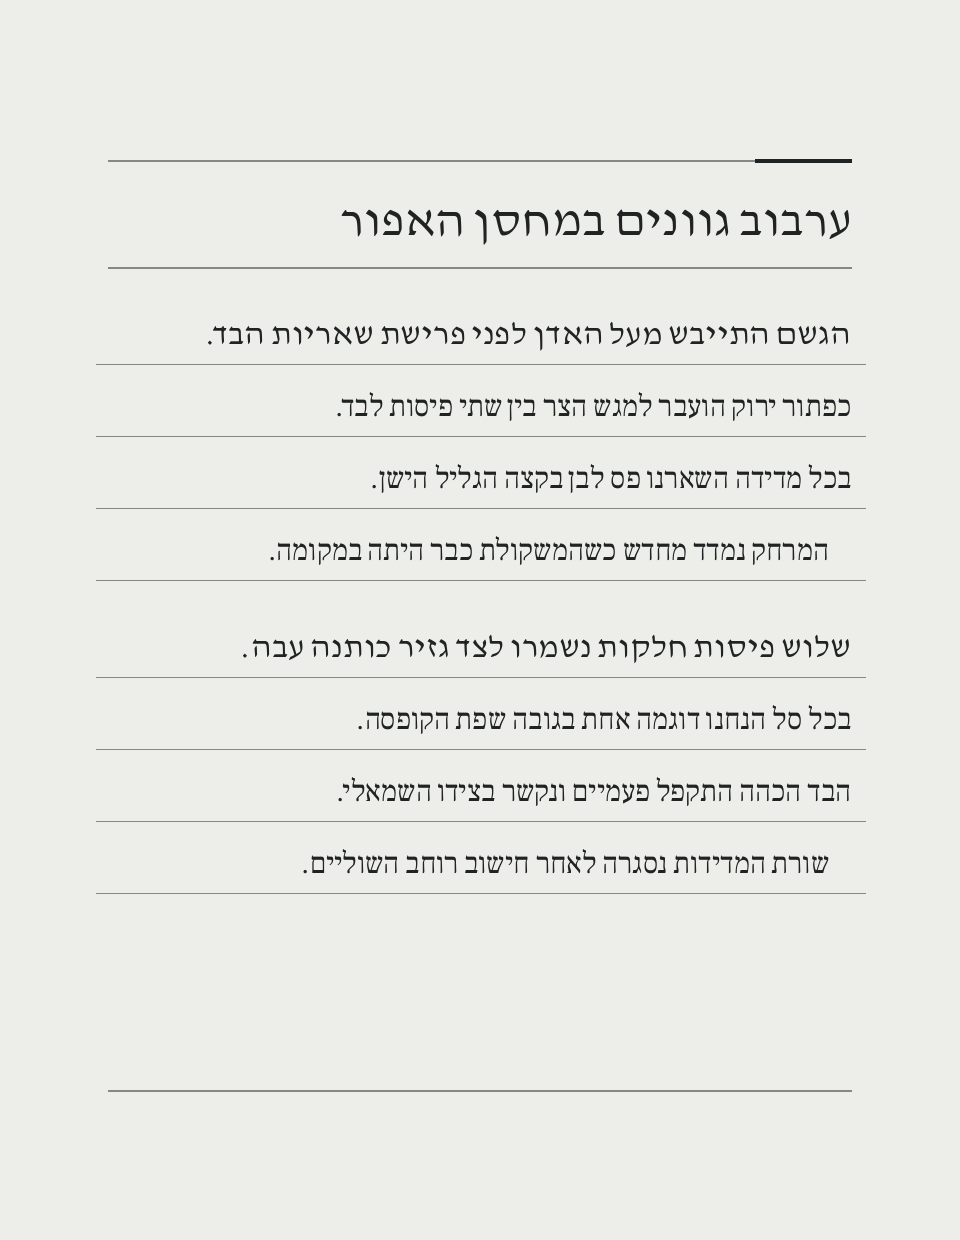 ערבוב גוונים במחסן האפור
הגשם התייבש מעל האדן לפני פרישת שאריות הבד.
כפתור ירוק הועבר למגש הצר בין שתי פיסות לבד.
בכל מדידה השארנו פס לבן בקצה הגליל הישן.
המרחק נמדד מחדש כשהמשקולת כבר היתה במקומה.
שלוש פיסות חלקות נשמרו לצד גזיר כותנה עבה.
בכל סל הנחנו דוגמה אחת בגובה שפת הקופסה.
הבד הכהה התקפל פעמיים ונקשר בצידו השמאלי.
שורת המדידות נסגרה לאחר חישוב רוחב השוליים.